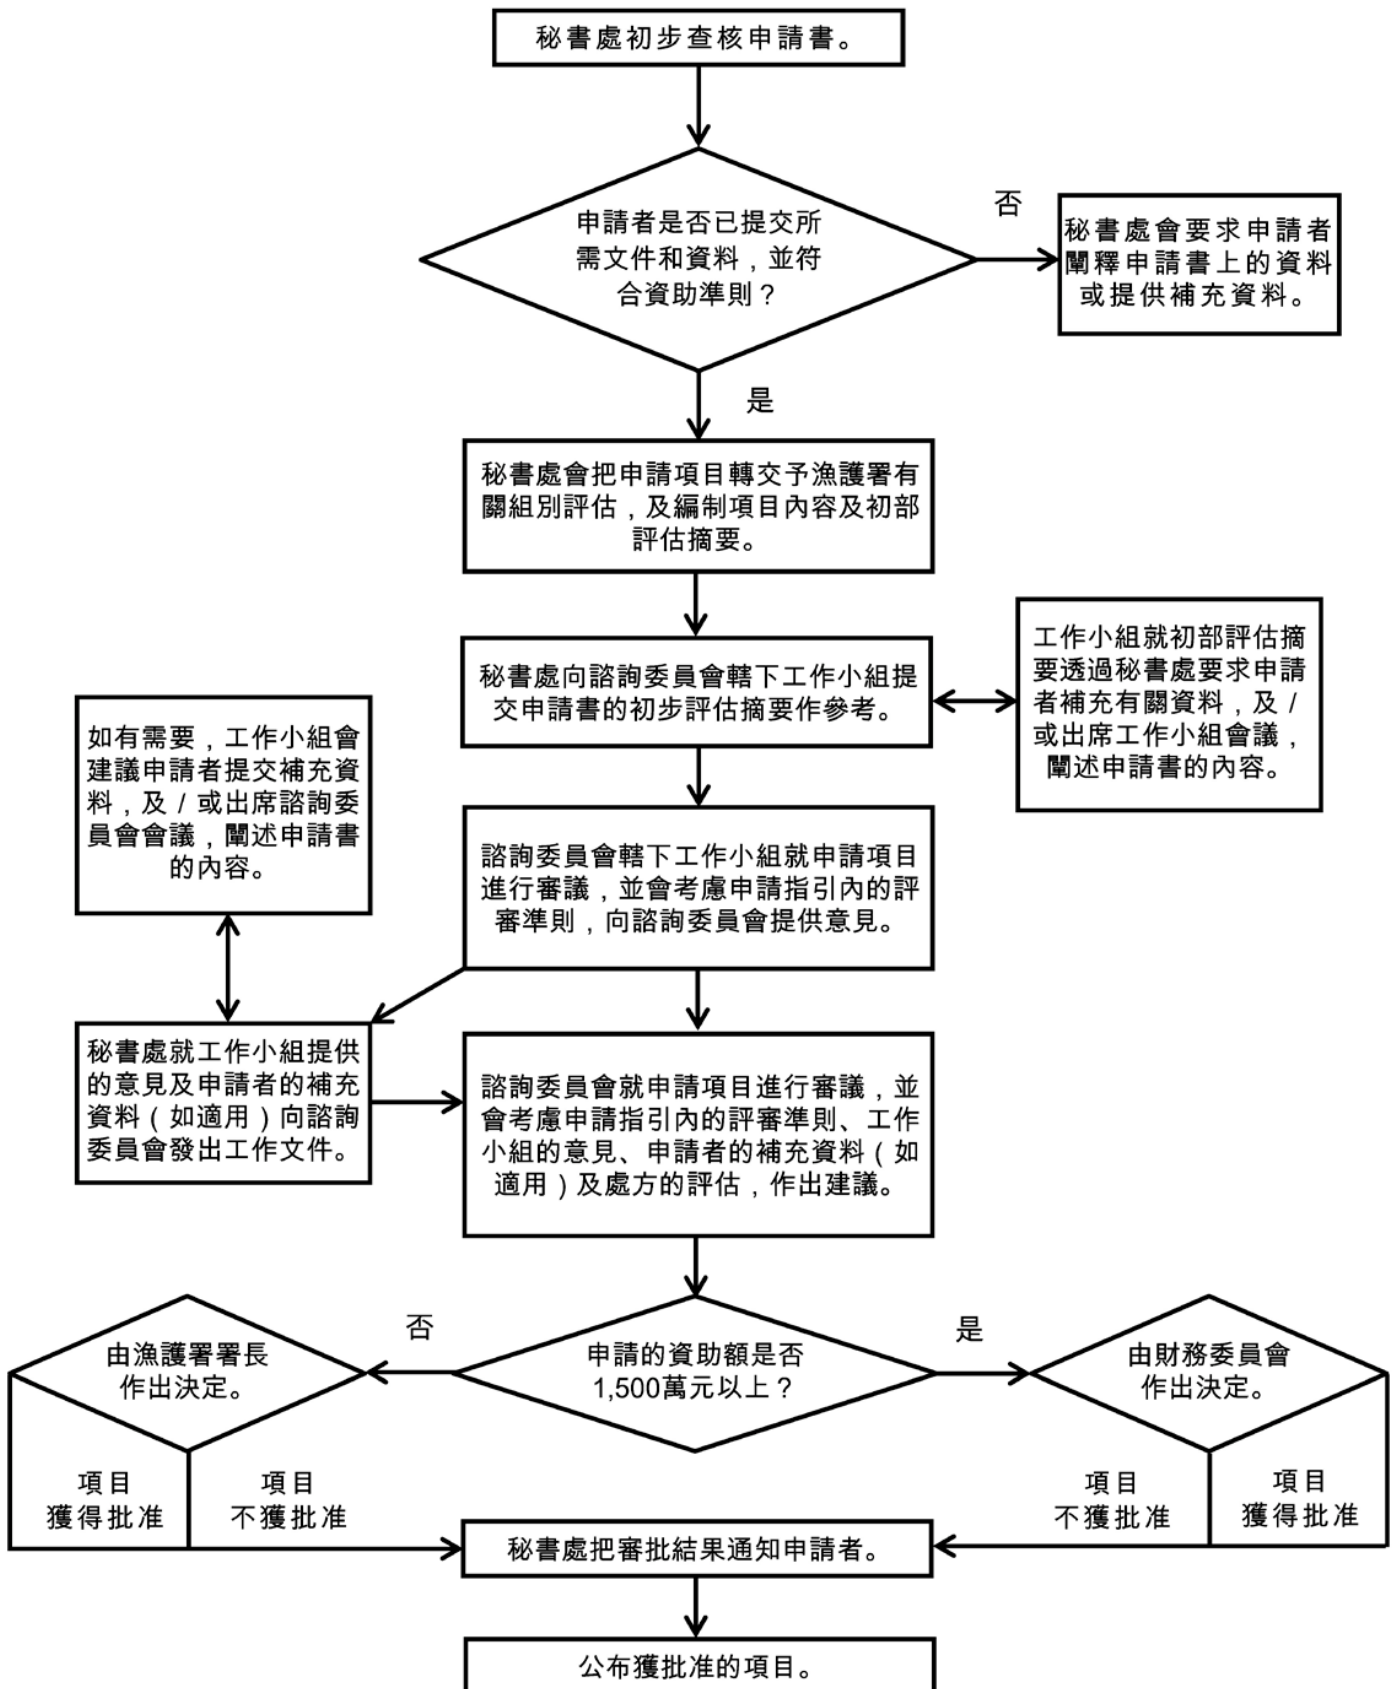 秘書處初步查核申請書。
申請者是否已提交所
需文件和資料，並符
合資助準則？
否
秘書處會要求申請者
闡釋申請書上的資料
或提供補充資料。
是
秘書處會把申請項目轉交予漁護署有
關組別評估，及編制項目內容及初部
評估摘要。
秘書處向諮詢委員會轄下工作小組提
交申請書的初步評估摘要作參考。
工作小組就初部評估摘
要透過秘書處要求申請
者補充有關資料，及 /
或出席工作小組會議，
闡述申請書的內容。
如有需要，工作小組會
建議申請者提交補充資
料，及 / 或出席諮詢委
員會會議，闡述申請書
的內容。
諮詢委員會轄下工作小組就申請項目
進行審議，並會考慮申請指引內的評
審準則，向諮詢委員會提供意見。
秘書處就工作小組提供
的意見及申請者的補充
資料（如適用）向諮詢
委員會發出工作文件。
諮詢委員會就申請項目進行審議，並
會考慮申請指引內的評審準則、工作
小組的意見、申請者的補充資料（如
適用）及處方的評估，作出建議。
申請的資助額是否
1,500萬元以上？
否
由漁護署署長
作出決定。
是
由財務委員會
作出決定。
項目
獲得批准
項目
不獲批准
項目
不獲批准
項目
獲得批准
秘書處把審批結果通知申請者。
公布獲批准的項目。